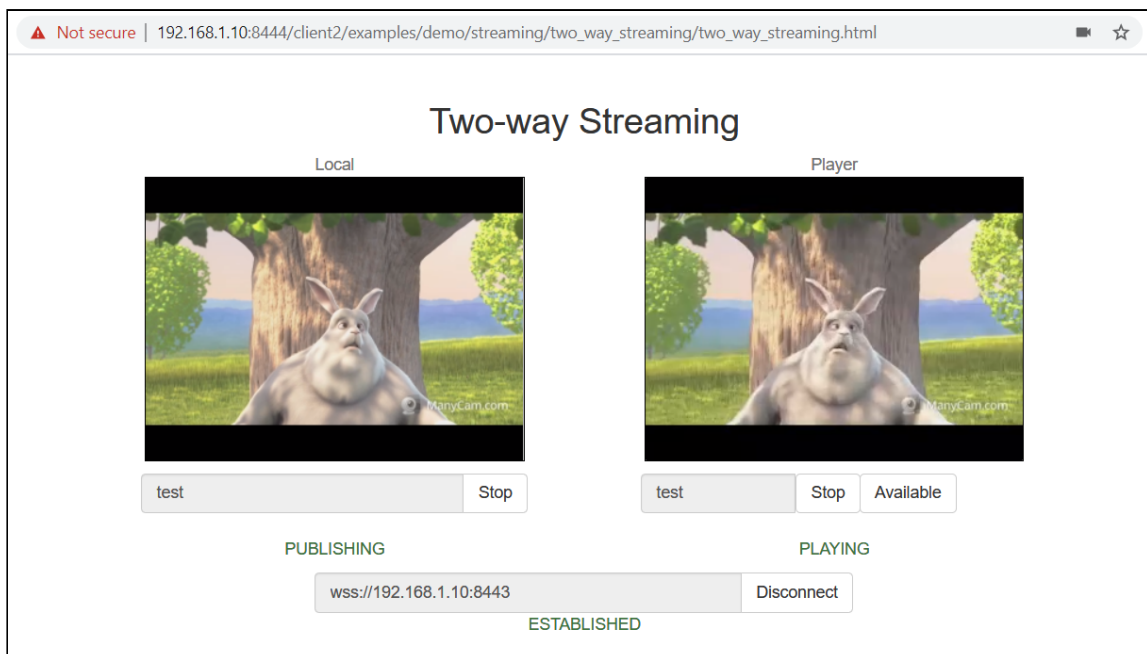 Not secure | 192.168.1.10:8444/client2/examples/demo/streaming/two_way_streaming/two_way_streaming.html
Two-way Streaming
Local
Player
ManyCam.com
ManyCam.com
test Stop
test Stop Available
PUBLISHING
PLAYING
wss://192.168.1.10:8443 Disconnect
ESTABLISHED